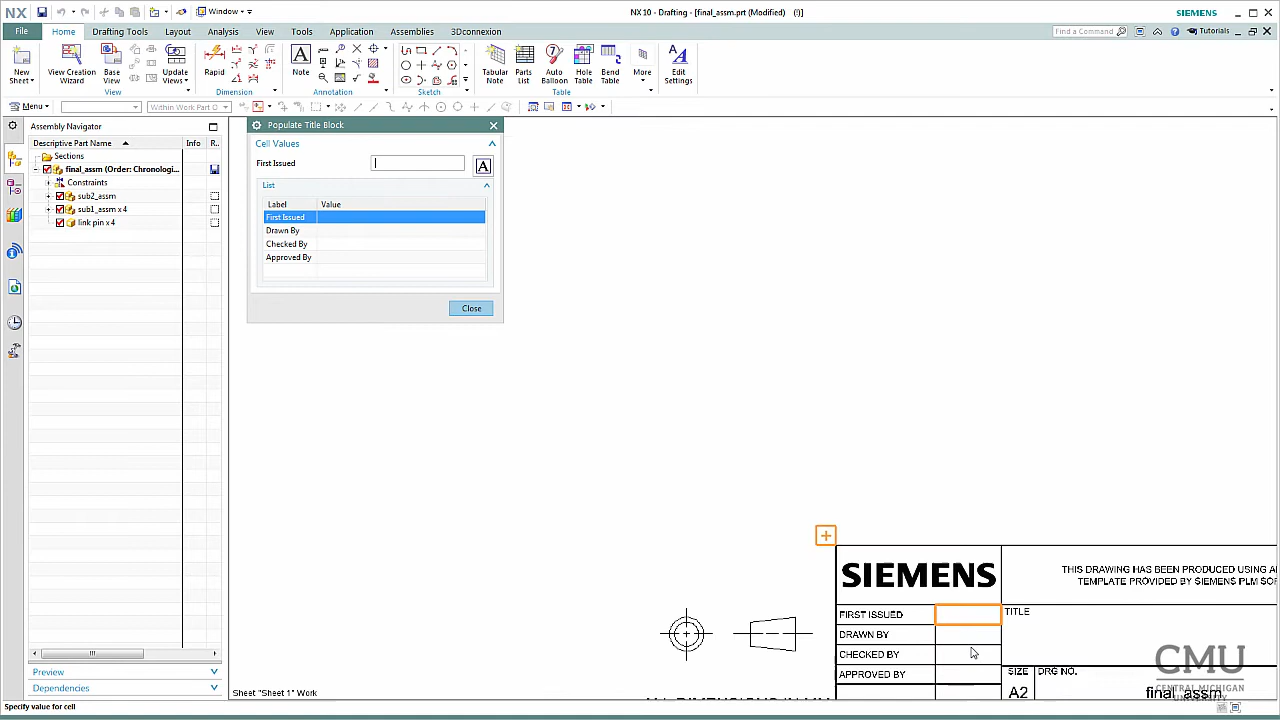 NX
Window
NX 10 - Drafting - [final_assm.prt (Modified) ]
SIEMENS
File
Home
Drafting Tools
Layout
Analysis
View
Tools
Assemblies
3Dconnexion
Find a Command
Tutorials
New Sheet
View Creation Wizard
Base View
Update Views
Rapid
Note
Tabular Note
Parts List
Auto Balloon
Hole Table
Bend Table
More
Edit Settings
View
Dimension
Annotation
Sketch
Table
Menu
Within Work Part O
Assembly Navigator
Descriptive Part Name
Info
R..
Sections
final_assm (Order: Chronologi...
Constraints
sub2_assm
sub1_assm x 4
link pin x 4
Preview
Dependencies
Populate Title Block
Cell Values
First Issued
A
List
Label Value
First Issued
Drawn By
Checked By
Approved By
Close
SIEMENS
THIS DRAWING HAS BEEN PRODUCED USING A
TEMPLATE PROVIDED BY SIEMENS PLM
FIRST ISSUED
TITLE
DRAWN BY
CHECKED BY
APPROVED BY
SIZE
DRG NO.
A2
final_assm
CMU
CENTRAL MICHIGAN
UNIVERSITY
Sheet "Sheet 1" Work
Specify value for cell